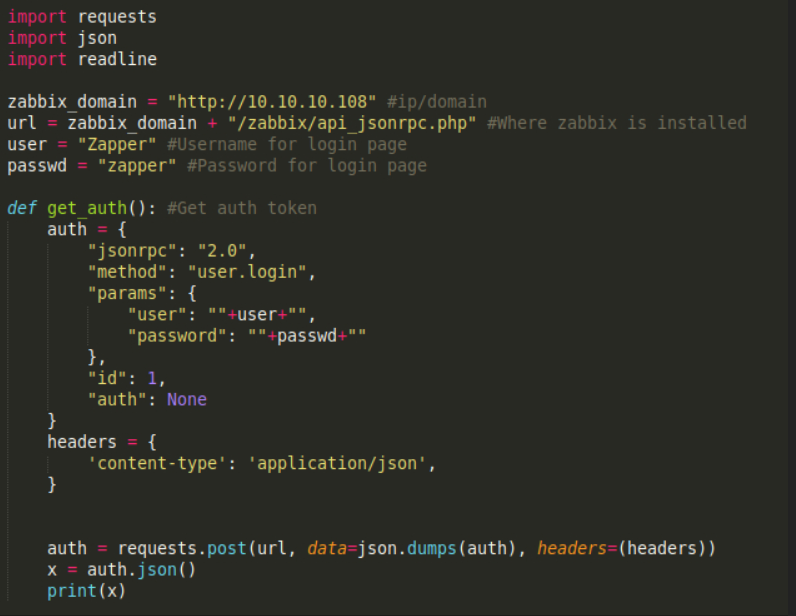 import requests
import json
import readline
zabbix_domain = "http://10.10.10.108" #ip/domain
url = zabbix_domain + "/zabbix/api_jsonrpc.php" #Where zabbix is installed
user = "Zapper" #Username for login page
passwd = "zapper" #Password for login page
def get_auth(): #Get auth token
auth = {
"jsonrpc": "2.0",
"method": "user.login",
"params": {
"user": ""+user+"",
"password": ""+passwd+""
},
"id": 1,
"auth": None
}
headers = {
'content-type': 'application/json',
}
auth = requests.post(url, data=json.dumps(auth), headers=(headers))
x = auth.json()
print(x)